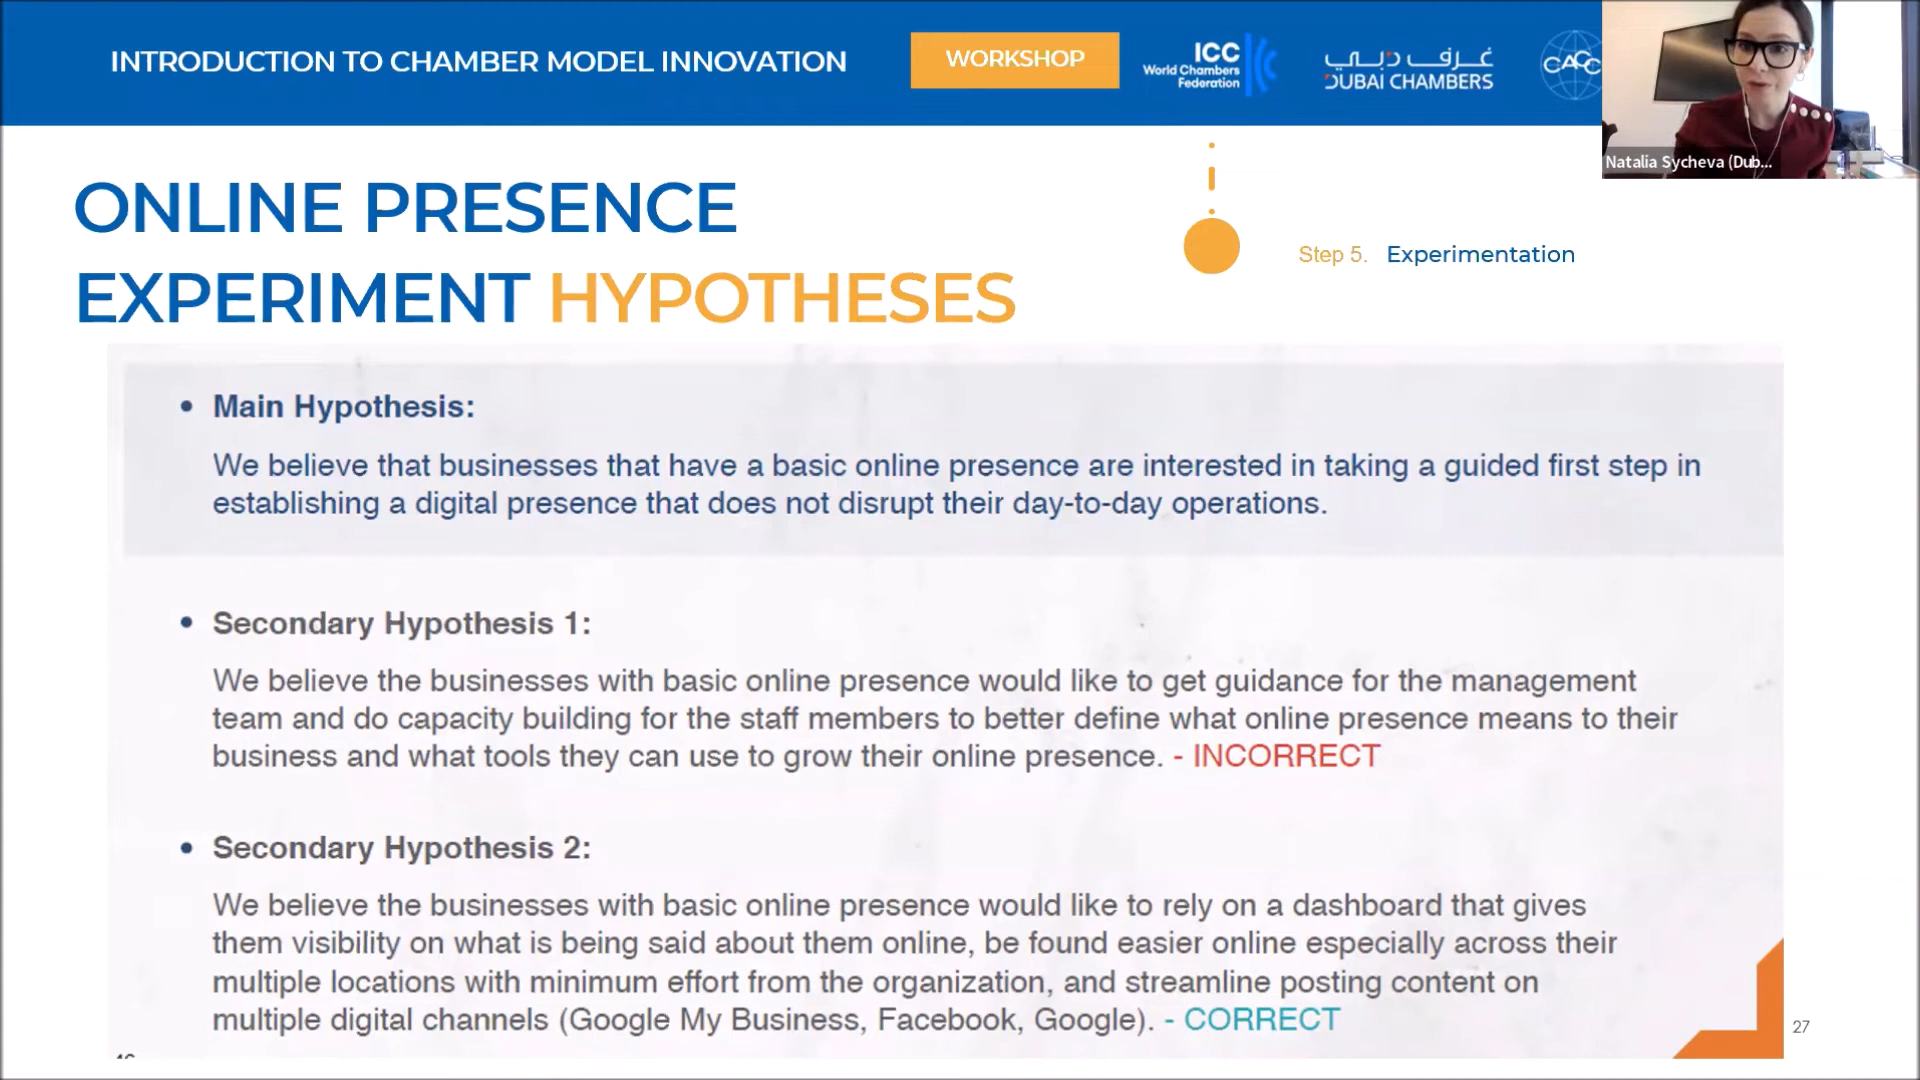 INTRODUCTION TO CHAMBER MODEL INNOVATION
WORKSHOP
ICC
World Chambers
Federation
غرف دبي
DUBAI CHAMBERS
CACC
Natalia Sycheva (Dub...
ONLINE PRESENCE
EXPERIMENT HYPOTHESES
Step 5. Experimentation
• Main Hypothesis:
We believe that businesses that have a basic online presence are interested in taking a guided first step in
establishing a digital presence that does not disrupt their day-to-day operations.
• Secondary Hypothesis 1:
We believe the businesses with basic online presence would like to get guidance for the management
team and do capacity building for the staff members to better define what online presence means to their
business and what tools they can use to grow their online presence. - INCORRECT
• Secondary Hypothesis 2:
We believe the businesses with basic online presence would like to rely on a dashboard that gives
them visibility on what is being said about them online, be found easier online especially across their
multiple locations with minimum effort from the organization, and streamline posting content on
multiple digital channels (Google My Business, Facebook, Google). - CORRECT
27